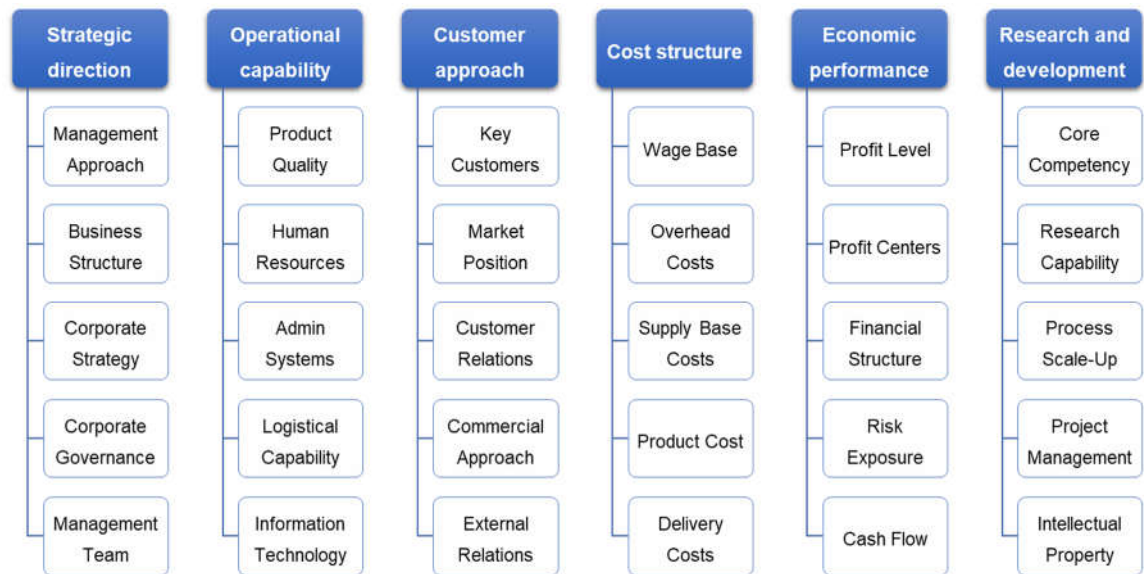 Strategic
direction
Management
Approach
Business
Structure
Corporate
Strategy
Corporate
Governance
Management
Team
Operational
capability
Product
Quality
Human
Resources
Admin
Systems
Logistical
Capability
Information
Technology
Customer
approach
Key
Customers
Market
Position
Customer
Relations
Commercial
Approach
External
Relations
Cost structure
Wage Base
Overhead
Costs
Supply Base
Costs
Product Cost
Delivery
Costs
Economic
performance
Profit Level
Profit Centers
Financial
Structure
Risk
Exposure
Cash Flow
Research and
development
Core
Competency
Research
Capability
Process
Scale-Up
Project
Management
Intellectual
Property